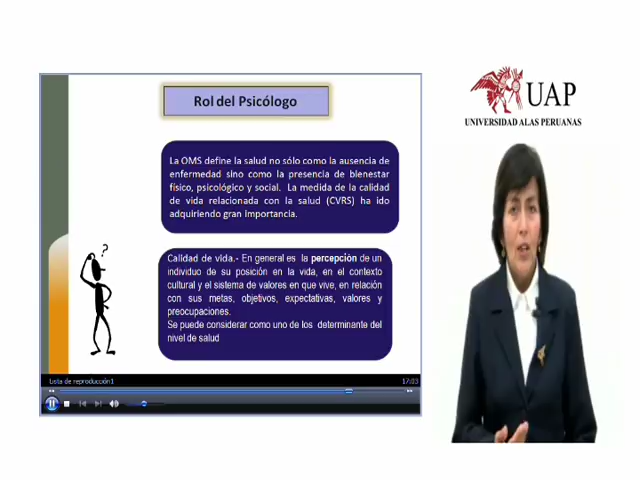 Rol del Psicólogo
La OMS define la salud no sólo como la ausencia de
enfermedad sino como la presencia de bienestar
físico, psicológico y social. La medida de la calidad
de vida relacionada con la salud (CVRS) ha ido
adquiriendo gran importancia.
?
Calidad de vida.- En general es la percepción de un
individuo de su posición en la vida, en el contexto
cultural y el sistema de valores en que vive, en relación
con sus metas, objetivos, expectativas, valores y
preocupaciones.
Se puede considerar como uno de los determinante del
nivel de salud
Lista de reproducción1
17:03
UAP
UNIVERSIDAD ALAS PERUANAS